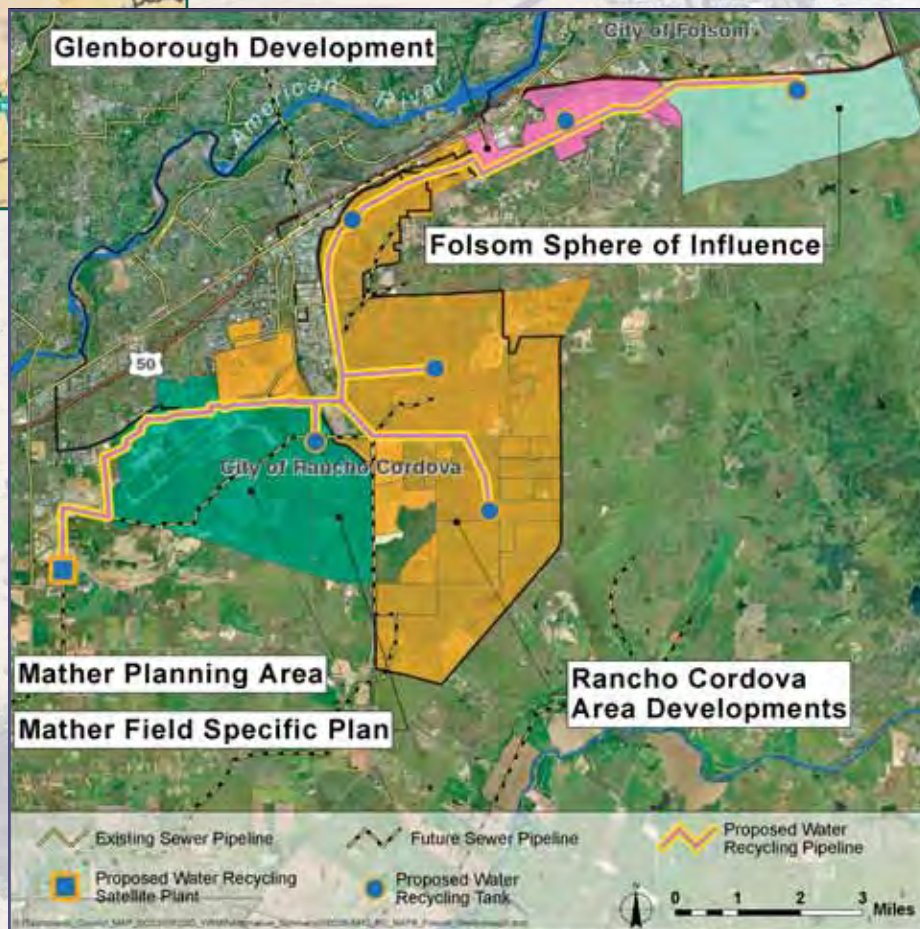 Glenborough Development
City of Folsom
American River
Folsom Sphere of Influence
50
City of Rancho Cordova
Mather Planning Area
Mather Field Specific Plan
Rancho Cordova
Area Developments
Existing Sewer Pipeline
Future Sewer Pipeline
Proposed Water
Recycling Pipeline
Proposed Water Recycling
Satellite Plant
Proposed Water
Recycling Tank
N
0 1 2 3
Miles